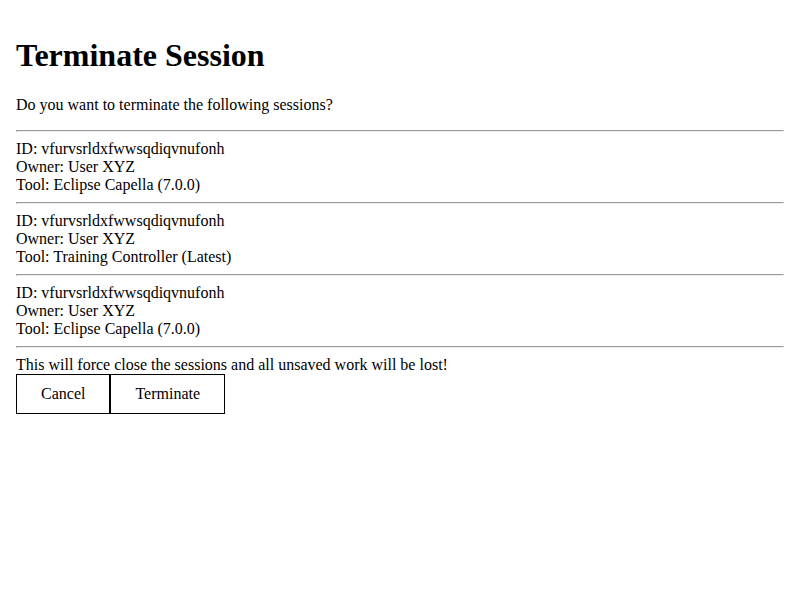 Terminate Session
Do you want to terminate the following sessions?
ID: vfurvsrldxfwwsqdiqvnufonh
Owner: User XYZ
Tool: Eclipse Capella (7.0.0)
ID: vfurvsrldxfwwsqdiqvnufonh
Owner: User XYZ
Tool: Training Controller (Latest)
ID: vfurvsrldxfwwsqdiqvnufonh
Owner: User XYZ
Tool: Eclipse Capella (7.0.0)
This will force close the sessions and all unsaved work will be lost!
Cancel Terminate